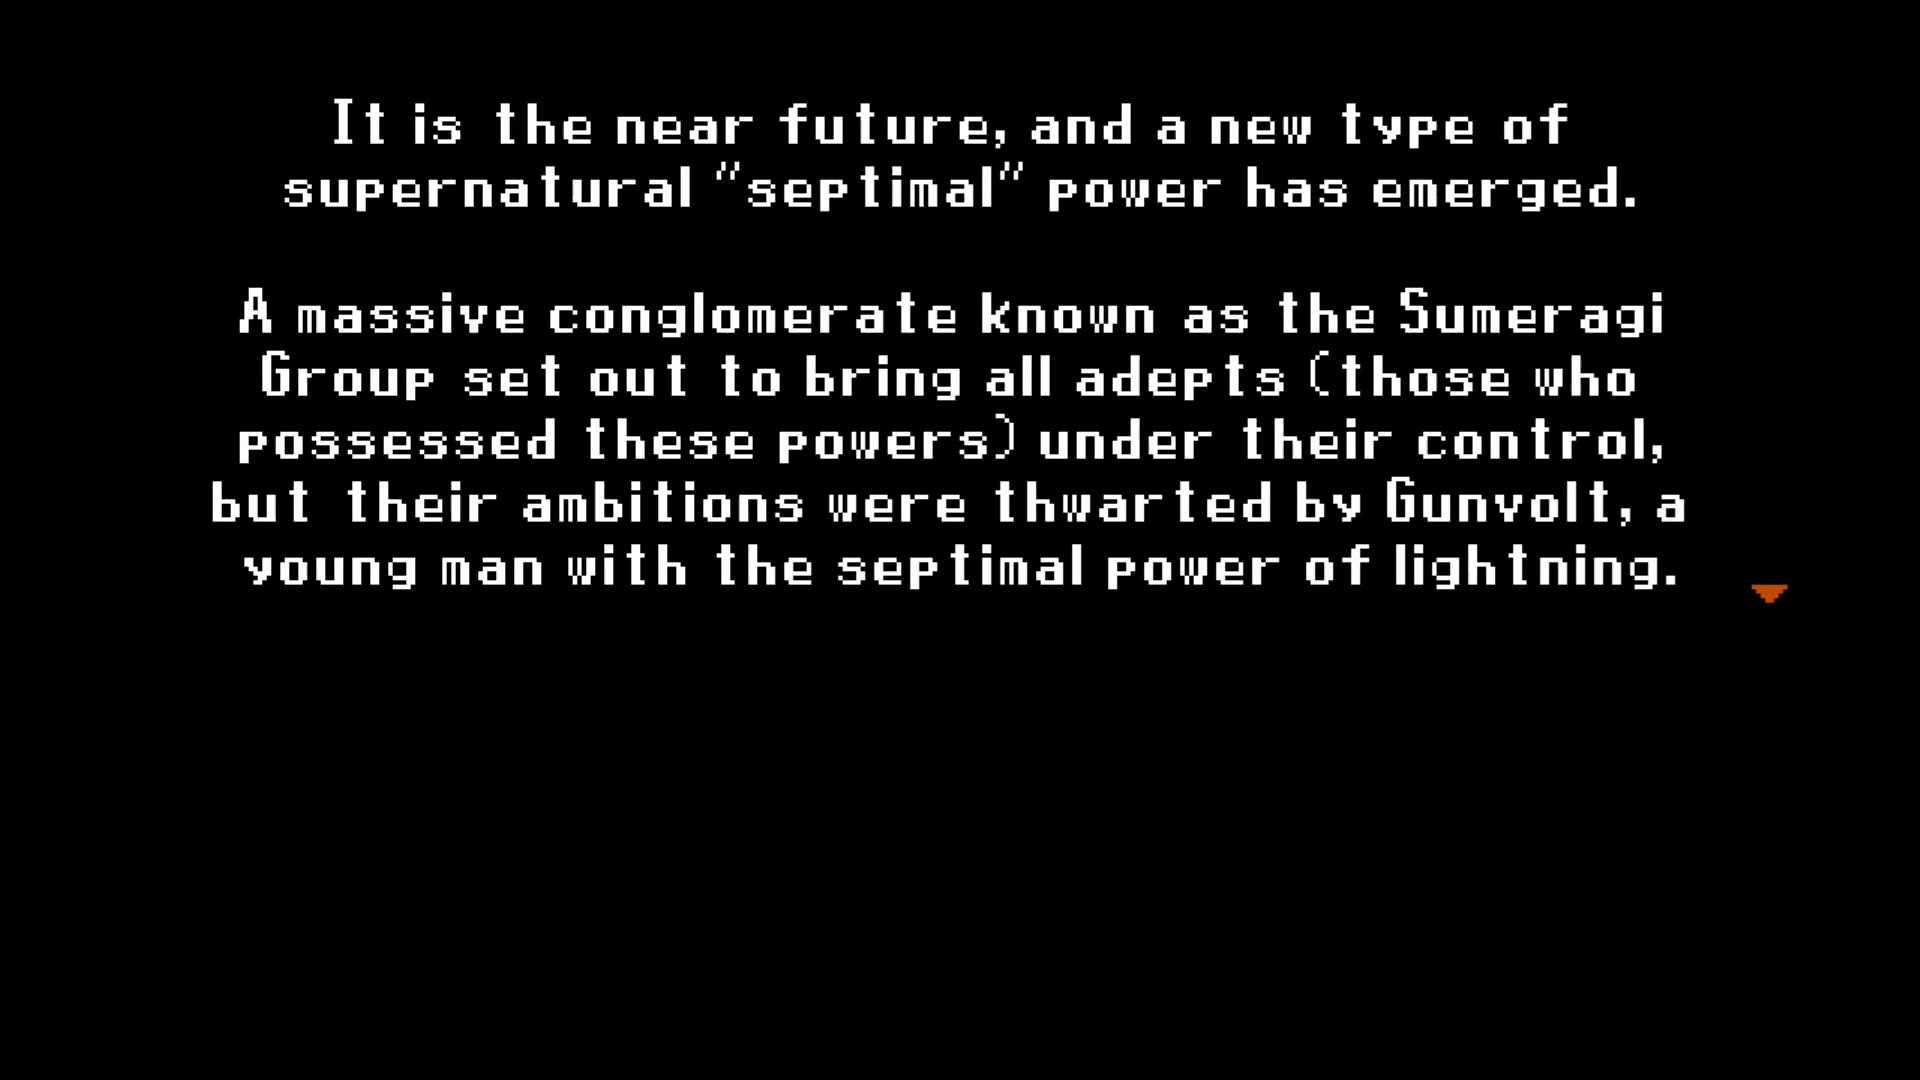 It is the near future, and a new type of
supernatural "septimal" power has emerged.
A massive conglomerate known as the Sumeragi
Group set out to bring all adepts (those who
possessed these powers) under their control,
but their ambitions were thwarted by Gunvolt, a
young man with the septimal power of lightning.